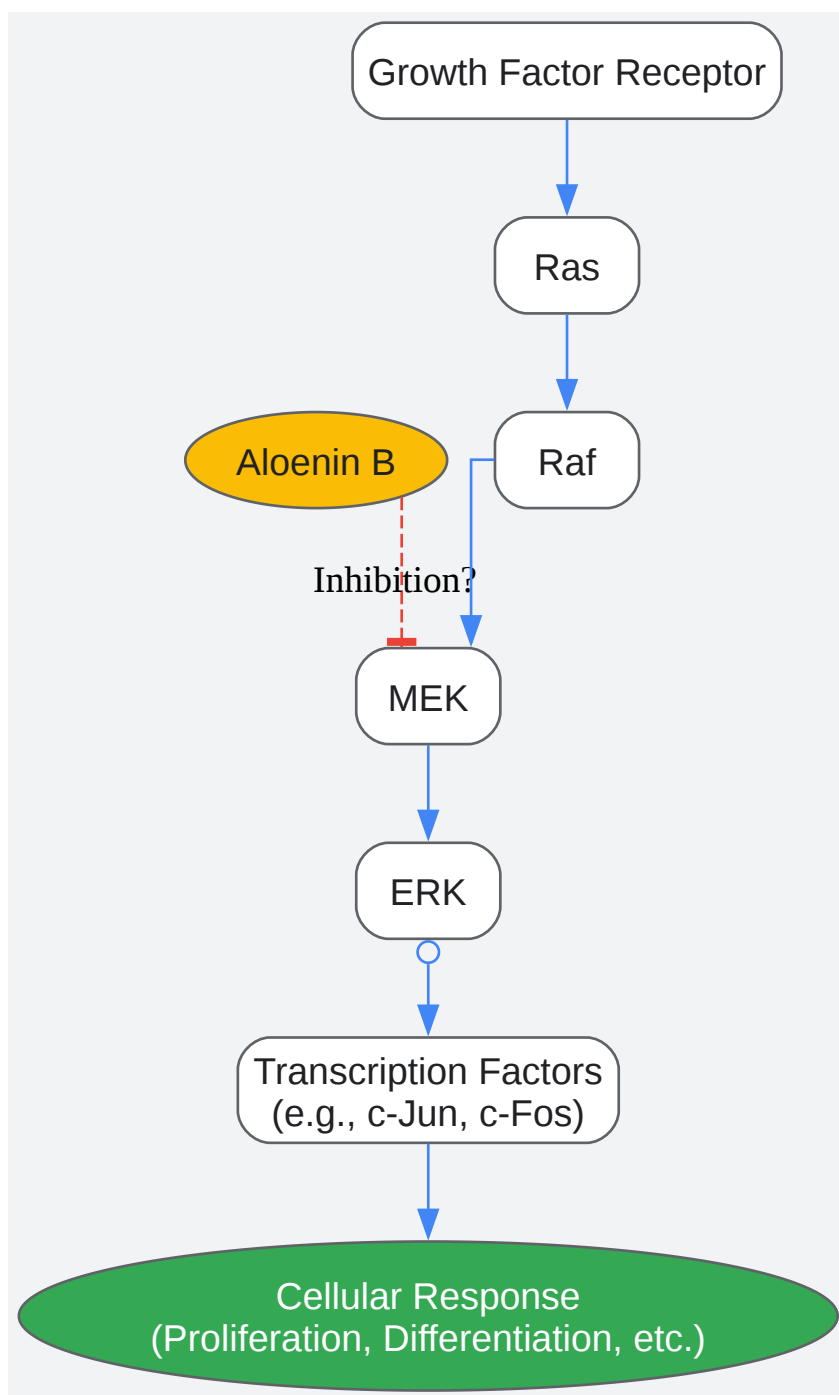 Growth Factor Receptor
Ras
Aloenin B
Raf
Inhibition?
MEK
ERK
Transcription Factors
(e.g., c-Jun, c-Fos)
Cellular Response
(Proliferation, Differentiation, etc.)